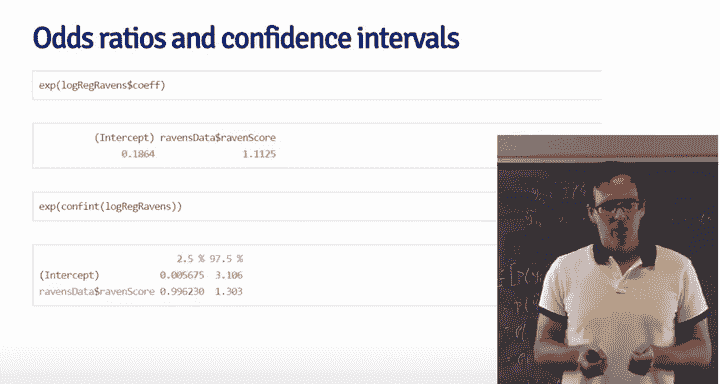 Odds ratios and confidence intervals
exp(logRegRavens$coeff)
(Intercept) ravensData$ravenScore
0.1864 1.1125
exp(confint(logRegRavens))
2.5 % 97.5 %
(Intercept) 0.005675 3.106
ravensData$ravenScore 0.996230 1.303